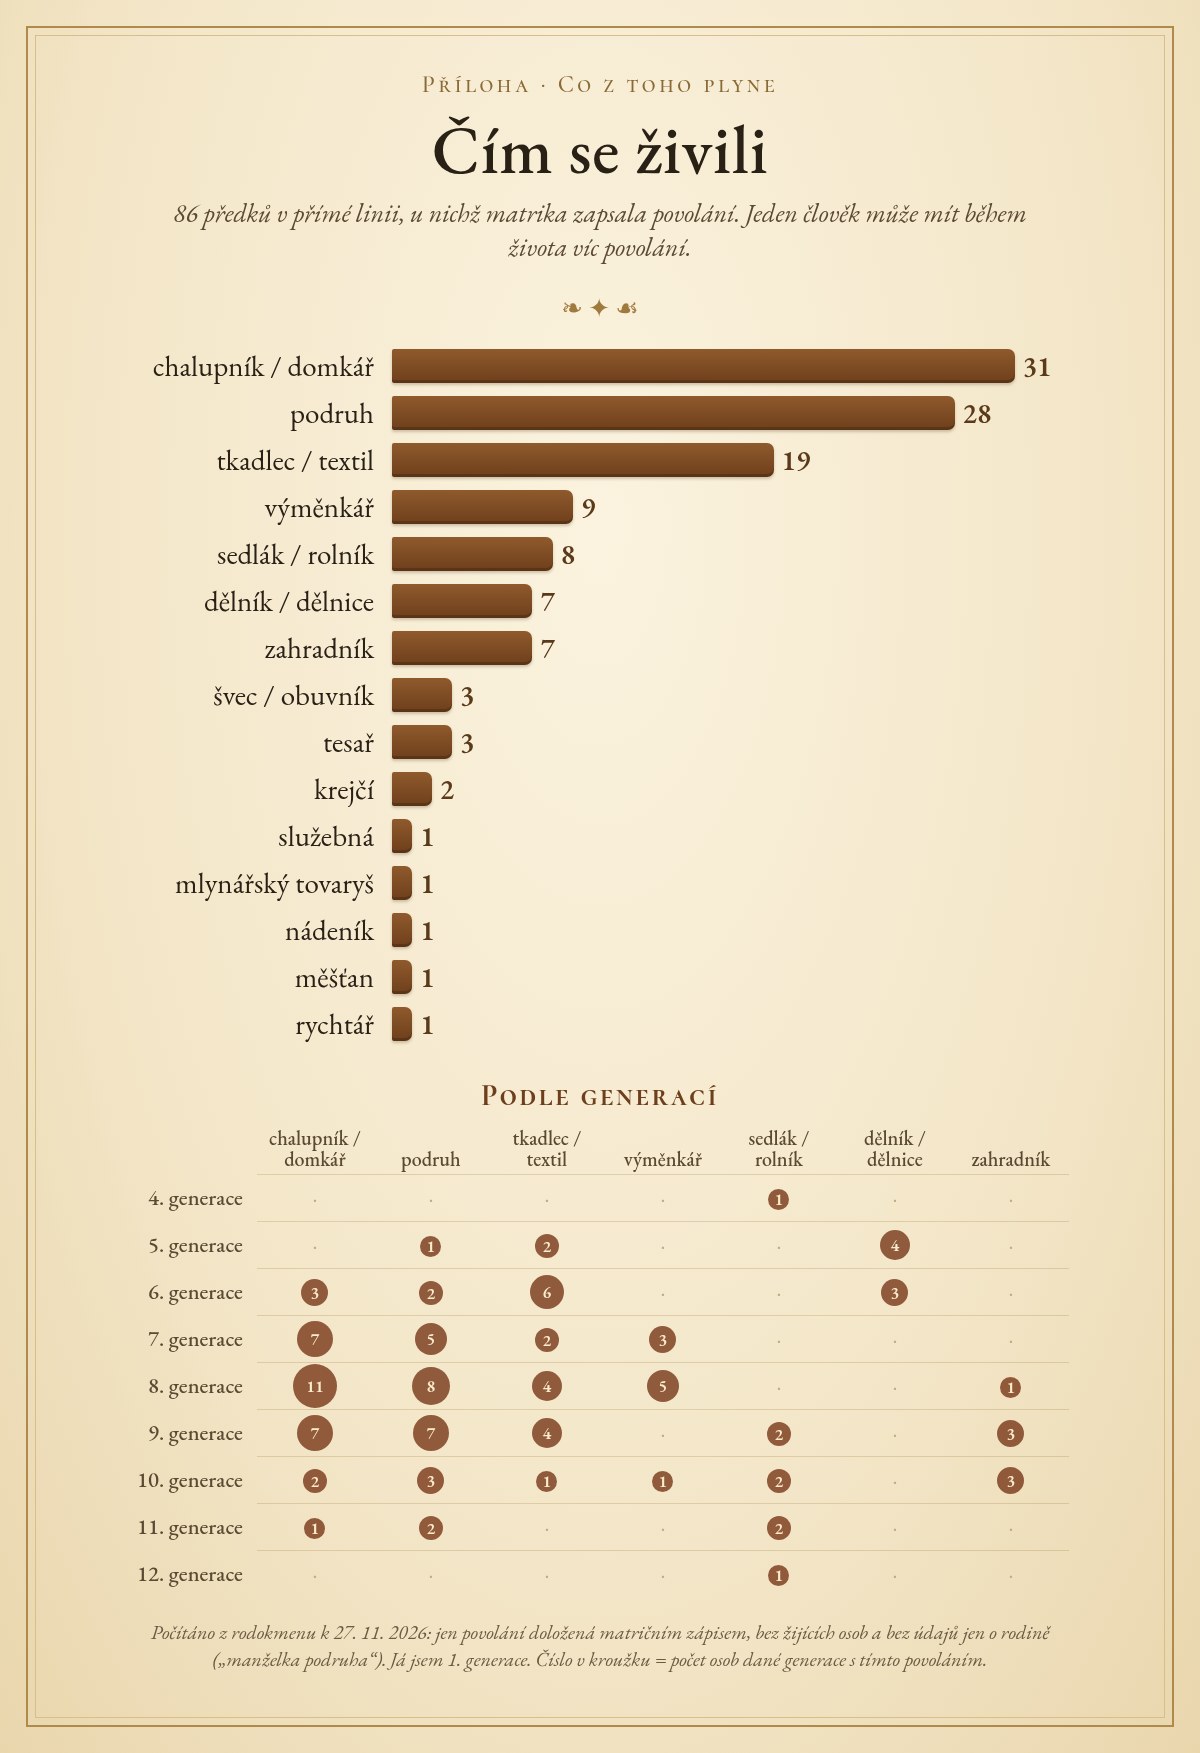 Příloha · Co z toho plyne
Čím se živili
86 předků v přímé linii, u nichž matrika zapsala povolání. Jeden člověk může mít během
života víc povolání.
chalupník / domkář 31
podruh 28
tkadlec / textil 19
výměnkář 9
sedlák / rolník 8
dělník / dělnice 7
zahradník 7
švec / obuvník 3
tesař 3
krejčí 2
služebná 1
mlynářský tovaryš 1
nádeník 1
měšťan 1
rychtář 1
Podle generací
chalupník / tkadlec / sedlák / dělník /
domkář podruh textil výměnkář rolník dělnice zahradník
4. generace · · · · 1 · ·
5. generace · 1 2 · · 4 ·
6. generace 3 2 6 · · 3 ·
7. generace 7 5 2 3 · · ·
8. generace 11 8 4 5 · · 1
9. generace 7 7 4 · 2 · 3
10. generace 2 3 1 1 2 · 3
11. generace 1 2 · · 2 · ·
12. generace · · · · 1 · ·
Počítáno z rodokmenu k 27. 11. 2026: jen povolání doložená matričním zápisem, bez žijících osob a bez údajů jen o rodině
(„manželka podruha“). Já jsem 1. generace. Číslo v kroužku = počet osob dané generace s tímto povoláním.